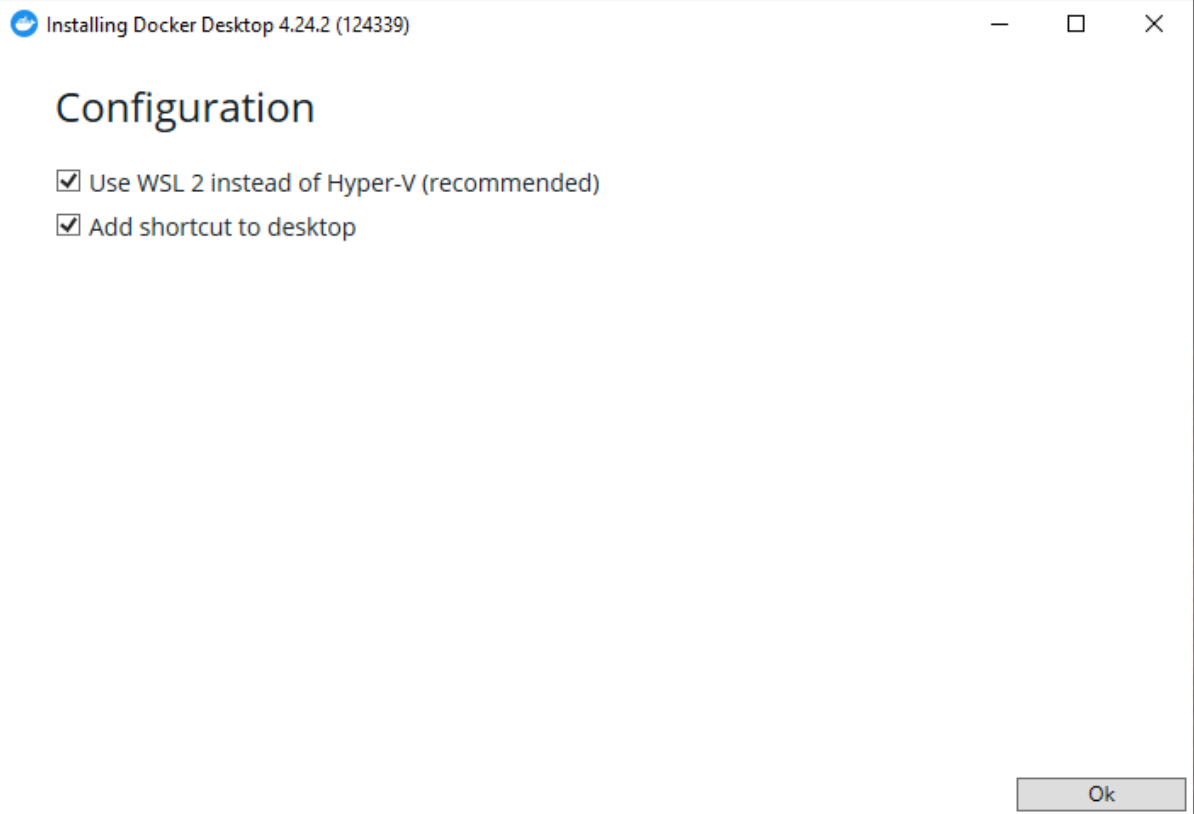 Installing Docker Desktop 4.24.2 (124339)
Configuration
Use WSL 2 instead of Hyper-V (recommended)
Add shortcut to desktop
Ok